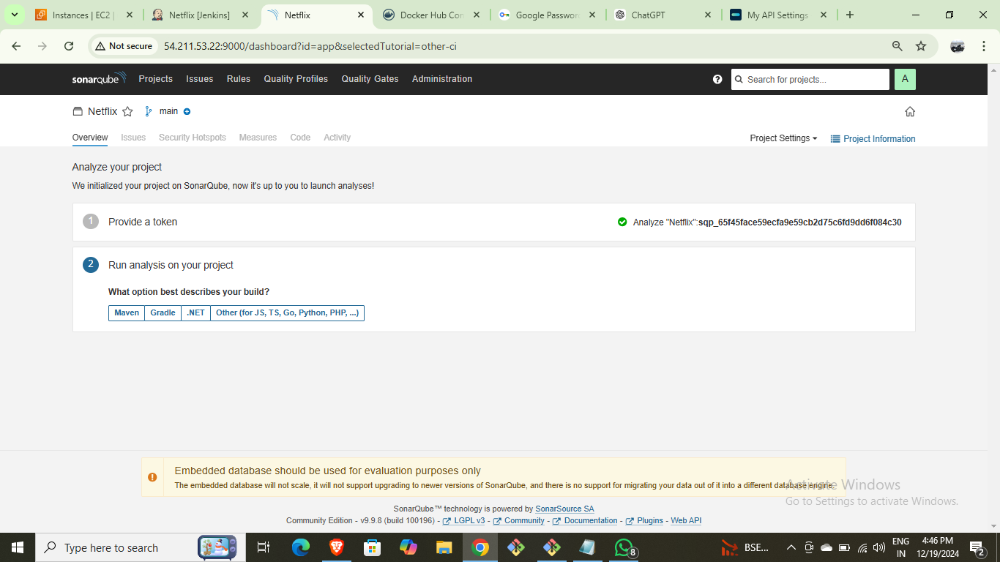 Instances | EC2 |
Netflix [Jenkins]
Netflix
Docker Hub Con
Google Password
ChatGPT
My API Settings
Not secure
54.211.53.22:9000/dashboard?id=app&selectedTutorial=other-ci
sonarqube Projects Issues Rules Quality Profiles Quality Gates Administration
? Search for projects... A
Netflix main
Overview Issues Security Hotspots Measures Code Activity
Project Settings Project Information
Analyze your project
We initialized your project on SonarQube, now it's up to you to launch analyses!
1 Provide a token
Analyze "Netflix": sqp_65f45face59ecfa9e59cb2d75c6fd9dd6f084c30
2 Run analysis on your project
What option best describes your build?
Maven Gradle .NET Other (for JS, TS, Go, Python, PHP, ...)
Embedded database should be used for evaluation purposes only
The embedded database will not scale, it will not support upgrading to newer versions of SonarQube, and there is no support for migrating your data out of it into a different database engine.
Activate Windows
Go to Settings to activate Windows.
SonarQube™ technology is powered by SonarSource SA
Community Edition - v9.9.8 (build 100196) - LGPL v3 - Community - Documentation - Plugins - Web API
Type here to search
8
BSE...
ENG
IN
4:46 PM
12/19/2024
2